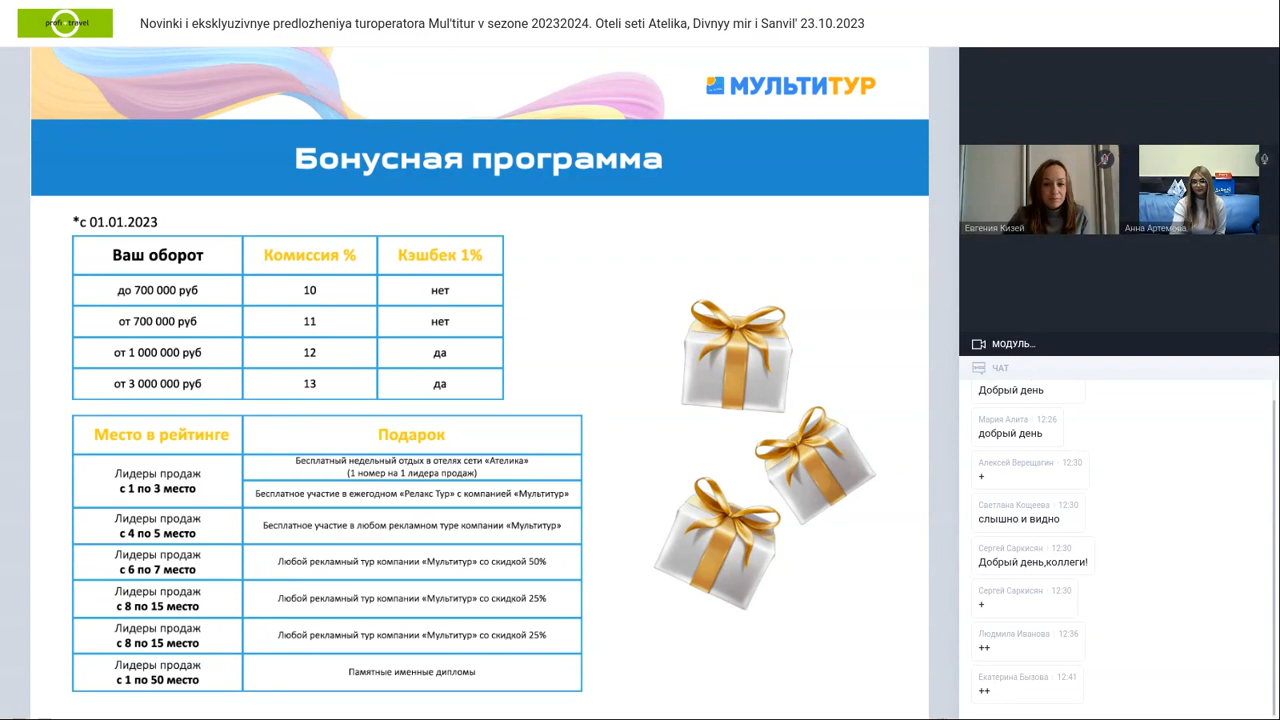 profi travel
Novinki i eksklyuzivnye predlozheniya turoperatora Mul'titur v sezone 20232024. Oteli seti Atelika, Divnyy mir i Sanvil' 23.10.2023
МУЛЬТИТУР
Бонусная программа
*с 01.01.2023
Ваш оборот Комиссия % Кэшбек 1%
до 700 000 руб 10 нет
от 700 000 руб 11 нет
от 1 000 000 руб 12 да
от 3 000 000 руб 13 да
Место в рейтинге Подарок
Лидеры продаж
с 1 по 3 место
Бесплатный недельный отдых в отелях сети «Ателика»
(1 номер на 1 лидера продаж)
Бесплатное участие в ежегодном «Релакс Тур» с компанией «Мультитур»
Лидеры продаж
с 4 по 5 место
Бесплатное участие в любом рекламном туре компании «Мультитур»
Лидеры продаж
с 6 по 7 место
Любой рекламный тур компании «Мультитур» со скидкой 50%
Лидеры продаж
с 8 по 15 место
Любой рекламный тур компании «Мультитур» со скидкой 25%
Лидеры продаж
с 8 по 15 место
Любой рекламный тур компании «Мультитур» со скидкой 25%
Лидеры продаж
с 1 по 50 место
Памятные именные дипломы
Евгения Кизей
Анна Артемова
МОДУЛЬ...
ЧАТ
Добрый день
Мария Алита 12:26
добрый день
Алексей Верещагин 12:30
+
Светлана Кощеева 12:30
слышно и видно
Сергей Саркисян 12:30
Добрый день,коллеги!
Сергей Саркисян 12:30
+
Людмила Иванова 12:36
++
Екатерина Бызова 12:41
++